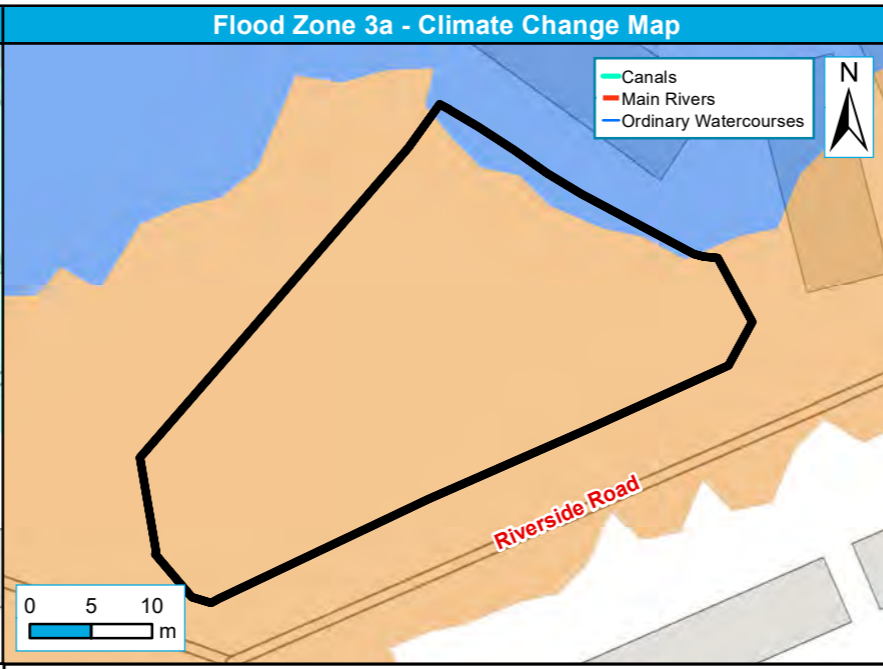 Flood Zone 3a - Climate Change Map
Canals
Main Rivers
Ordinary Watercourses
N
Riverside Road
0 5 10
m